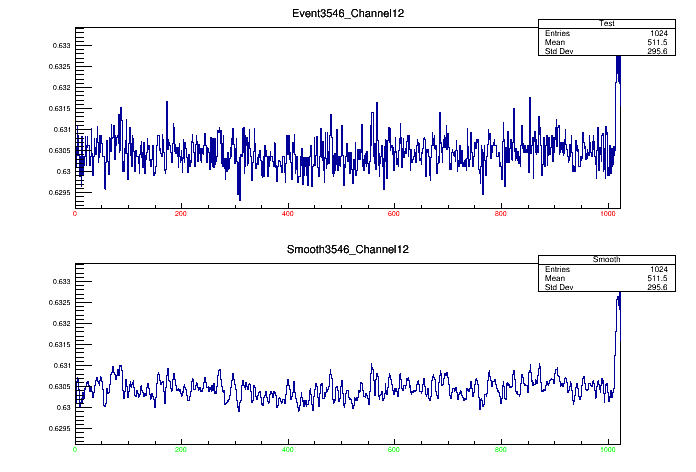 Event3546_Channel12
Test
Entries 1024
Mean 511.5
Std Dev 295.6
0.633
0.6325
0.632
0.6315
0.631
0.6305
0.63
0.6295
0 200 400 600 800 1000
Smooth3546_Channel12
Smooth
Entries 1024
Mean 511.5
Std Dev 295.6
0.633
0.6325
0.632
0.6315
0.631
0.6305
0.63
0.6295
0 200 400 600 800 1000